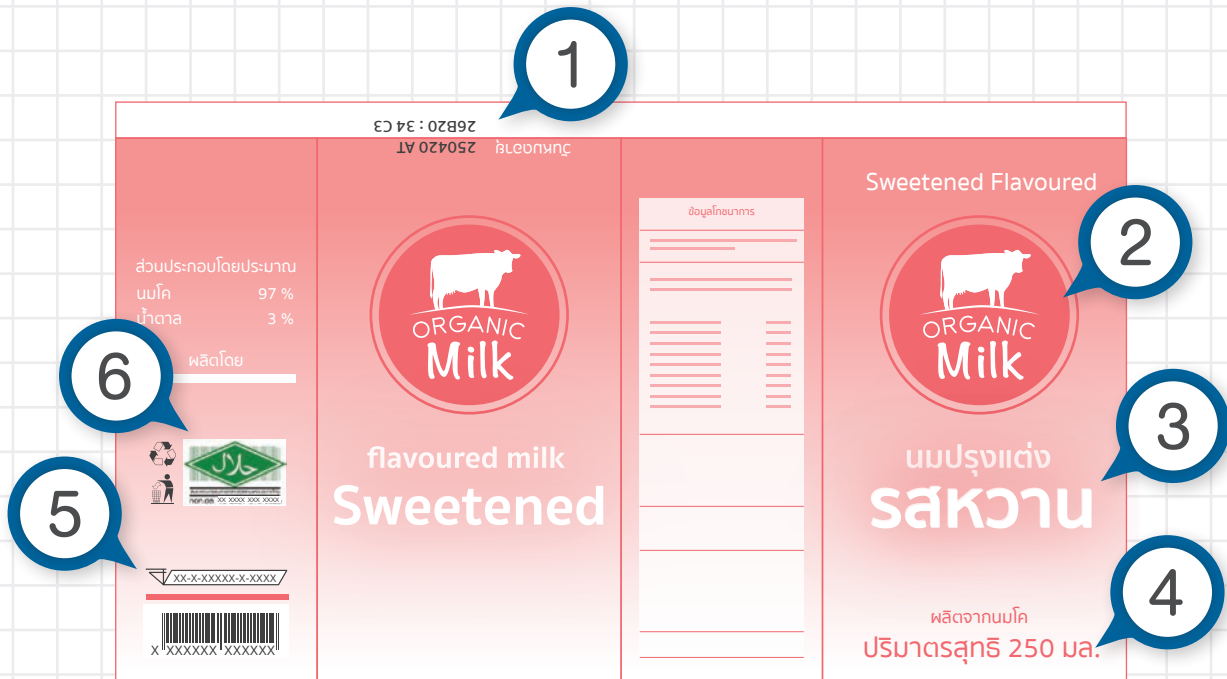 1
วันหมดอายุ 250420 AT
26B20 : 34 C3
ส่วนประกอบโดยประมาณ
นมโค 97 %
น้ำตาล 3 %
ผลิตโดย
6
حلال
XX XXXX XXX XXXX
5
XX-X-XXXXX-X-XXXX
X XXXXXX XXXXXX
ORGANIC
Milk
flavoured milk
Sweetened
ข้อมูลโภชนาการ
Sweetened Flavoured
2
ORGANIC
Milk
3
นมปรุงแต่ง
รสหวาน
4
ผลิตจากนมโค
ปริมาตรสุทธิ 250 มล.